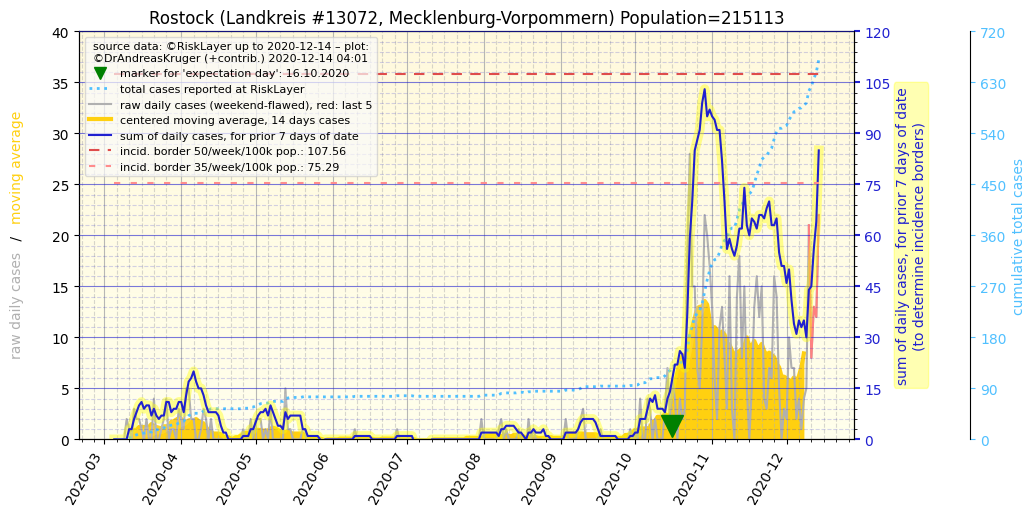 Rostock (Landkreis #13072, Mecklenburg-Vorpommern) Population=215113
source data: ©RiskLayer up to 2020-12-14 – plot:
©DrAndreasKruger (+contrib.) 2020-12-14 04:01
marker for 'expectation day': 16.10.2020
total cases reported at RiskLayer
raw daily cases (weekend-flawed), red: last 5
centered moving average, 14 days cases
sum of daily cases, for prior 7 days of date
incid. border 50/week/100k pop.: 107.56
incid. border 35/week/100k pop.: 75.29
raw daily cases / moving average
40
35
30
25
20
15
10
5
0
2020-03
2020-04
2020-05
2020-06
2020-07
2020-08
2020-09
2020-10
2020-11
2020-12
120
105
90
75
60
45
30
15
0
sum of daily cases, for prior 7 days of date
(to determine incidence borders)
720
630
540
450
360
270
180
90
0
cumulative total cases